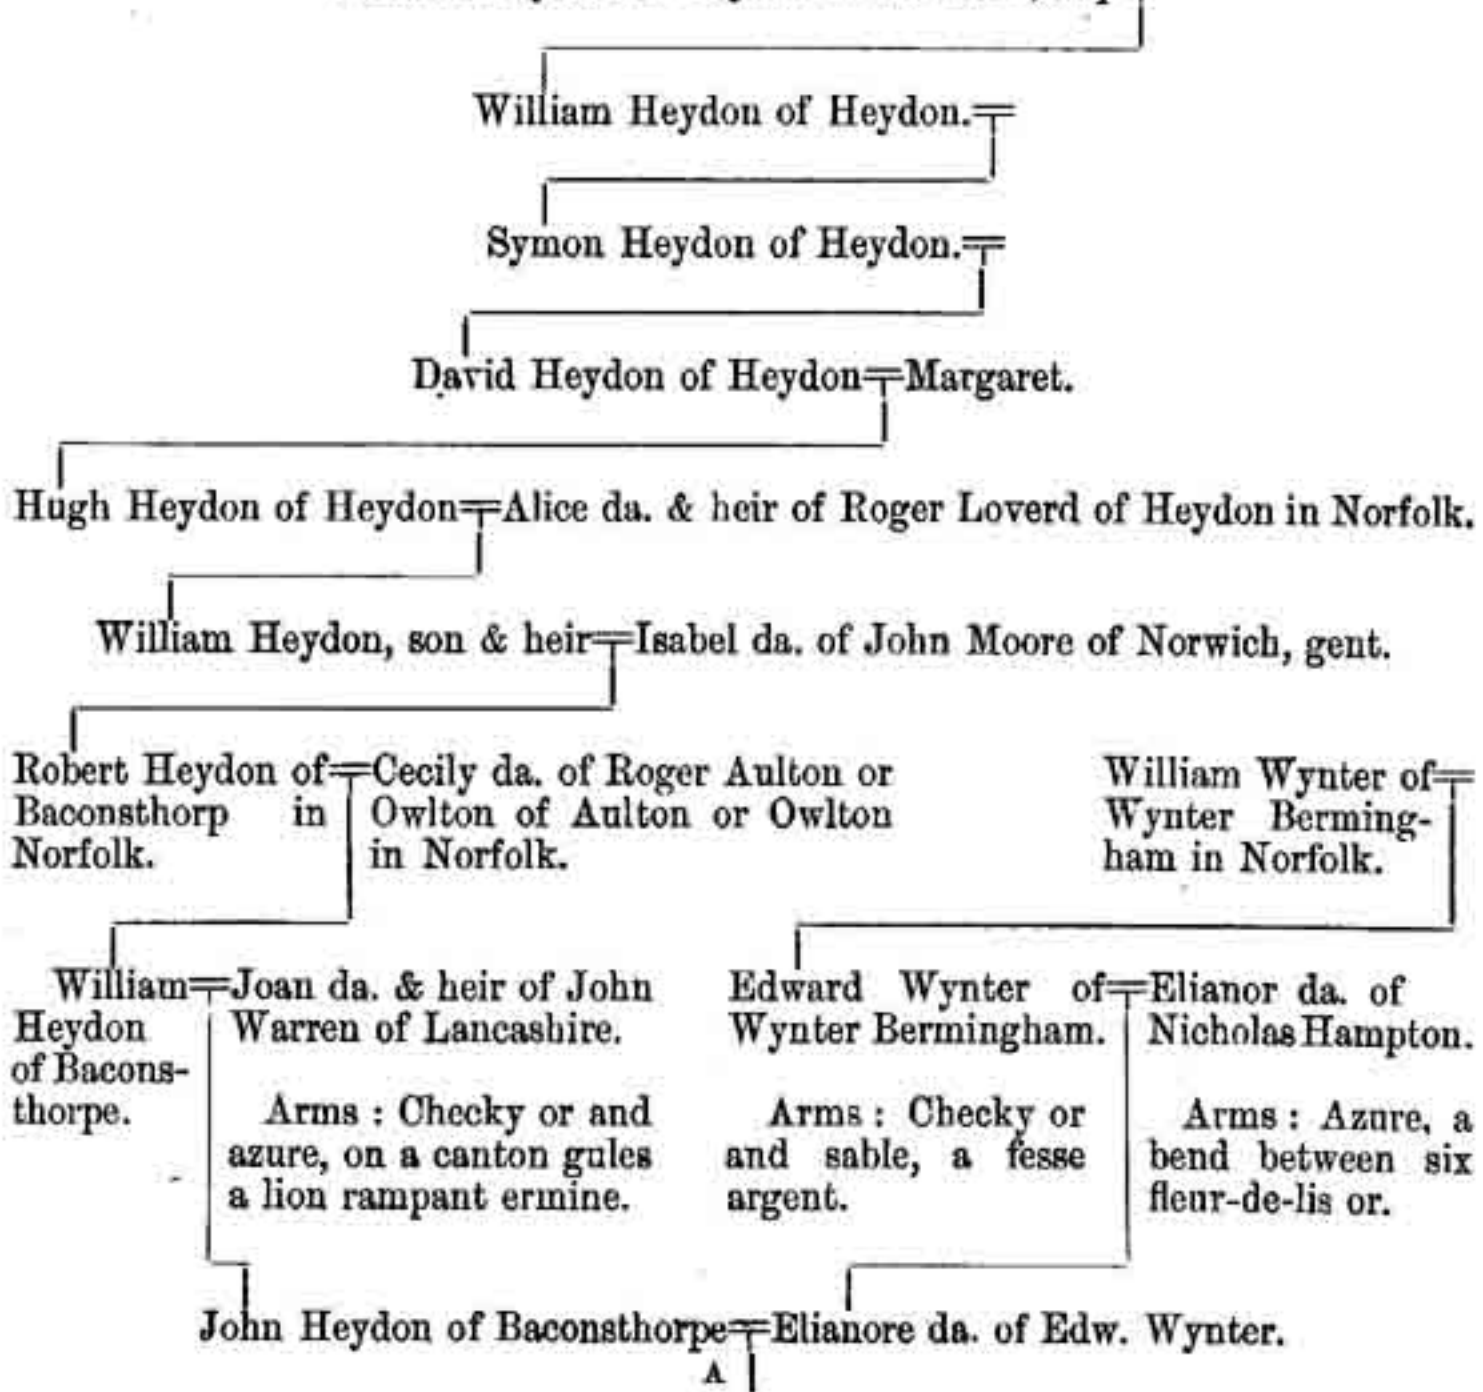 William Heydon of Heydon.
Symon Heydon of Heydon.
David Heydon of Heydon=Margaret.
Hugh Heydon of Heydon=Alice da. & heir of Roger Loverd of Heydon in Norfolk.
William Heydon, son & heir=Isabel da. of John Moore of Norwich, gent.
Robert Heydon of
Baconsthorp in
Norfolk.
Cecily da. of Roger Aulton or
Owlton of Aulton or Owlton
in Norfolk.
William Wynter of
Wynter Berming-
ham in Norfolk.
William
Heydon
of Bacons-
thorpe.
Joan da. & heir of John
Warren of Lancashire.
Arms : Checky or and
azure, on a canton gules
a lion rampant ermine.
Edward Wynter of
Wynter Bermingham.
Arms : Checky or
and sable, a fesse
argent.
Elianor da. of
Nicholas Hampton.
Arms : Azure, a
bend between six
fleur-de-lis or.
John Heydon of Baconsthorpe=Elianore da. of Edw. Wynter.
A